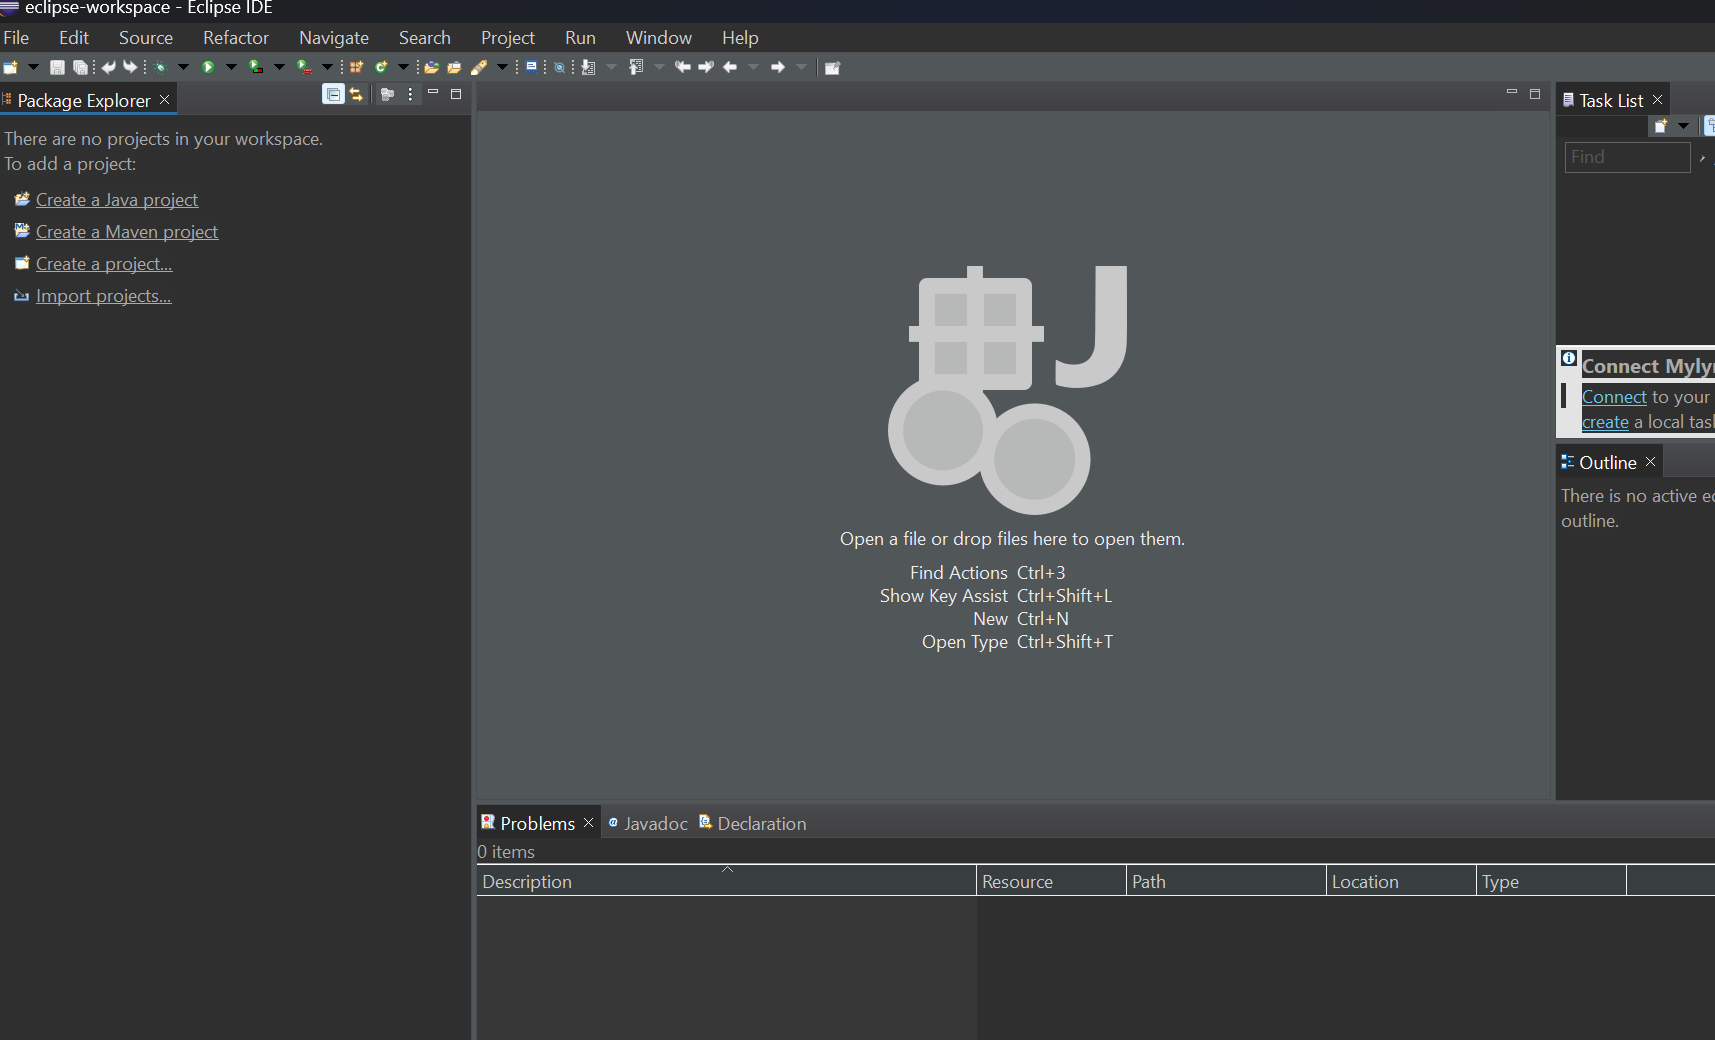 eclipse-workspace - Eclipse IDE
File Edit Source Refactor Navigate Search Project Run Window Help
Package Explorer
There are no projects in your workspace.
To add a project:
Create a Java project
Create a Maven project
Create a project...
Import projects...
J
Open a file or drop files here to open them.
Find Actions Ctrl+3
Show Key Assist Ctrl+Shift+L
New Ctrl+N
Open Type Ctrl+Shift+T
Task List
Find
Connect Myly
Connect to your
create a local tas
Outline
There is no active e
outline.
Problems Javadoc Declaration
0 items
Description Resource Path Location Type